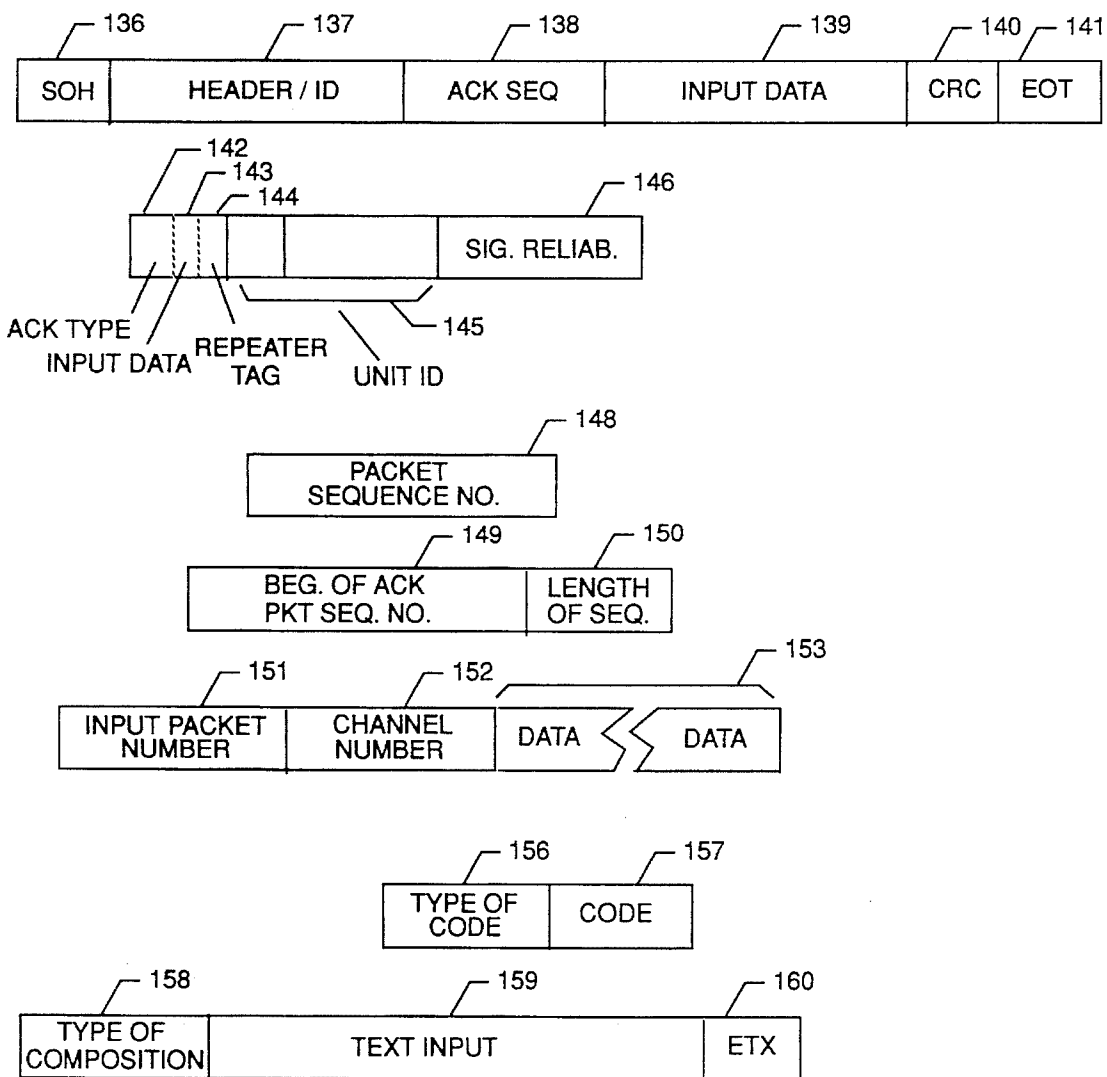 136 137 138 139 140 141
SOH HEADER / ID ACK SEQ INPUT DATA CRC EOT
142
143
144 146
SIG. RELIAB.
145
ACK TYPE
INPUT DATA
REPEATER
TAG
UNIT ID
148
PACKET
SEQUENCE NO.
149 150
BEG. OF ACK
PKT SEQ. NO.
LENGTH
OF SEQ.
151 152 153
INPUT PACKET
NUMBER
CHANNEL
NUMBER
DATA DATA
156 157
TYPE OF
CODE
CODE
158 159 160
TYPE OF
COMPOSITION
TEXT INPUT
ETX